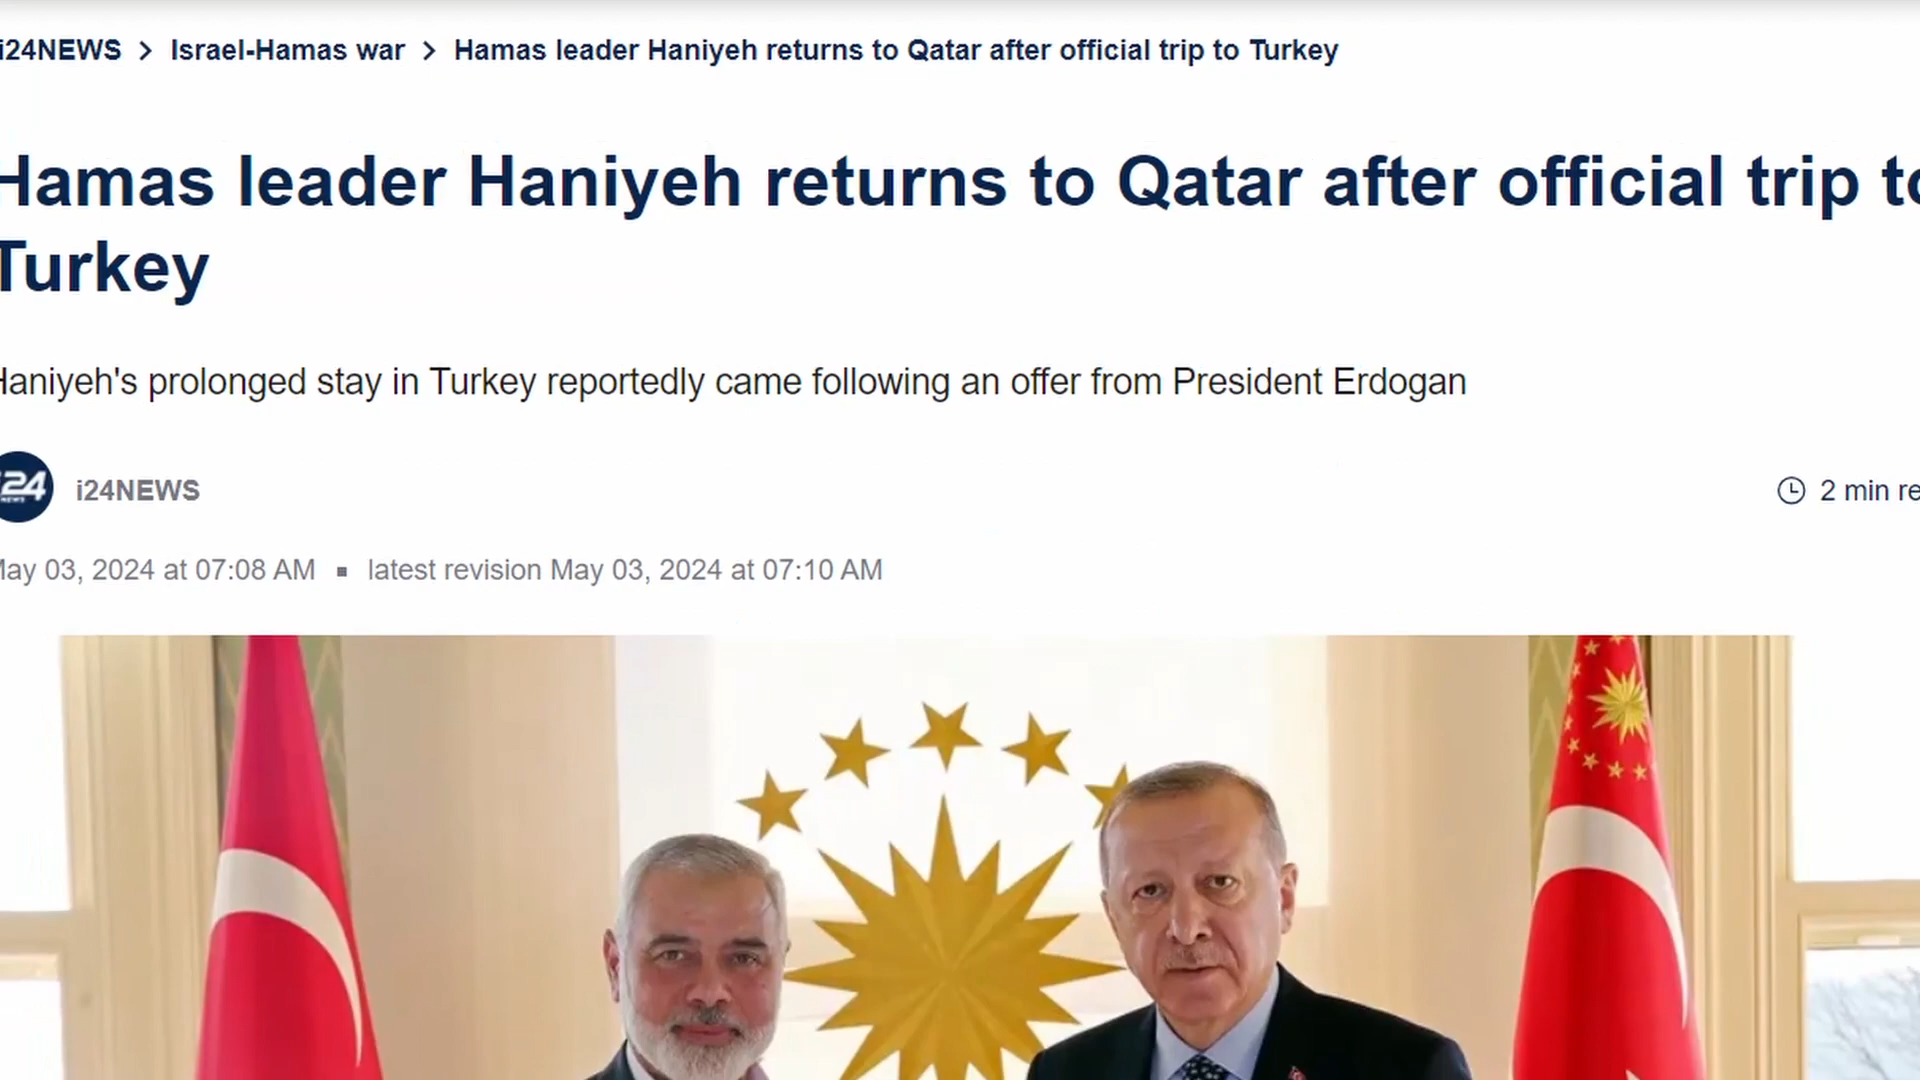 i24NEWS > Israel-Hamas war > Hamas leader Haniyeh returns to Qatar after official trip to Turkey
Hamas leader Haniyeh returns to Qatar after official trip to
Turkey
Haniyeh's prolonged stay in Turkey reportedly came following an offer from President Erdogan
i24
NEWS
i24NEWS
2 min re
May 03, 2024 at 07:08 AM ▪ latest revision May 03, 2024 at 07:10 AM